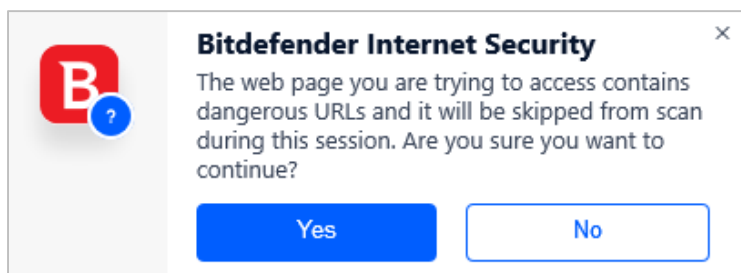 Bitdefender Internet Security
The web page you are trying to access contains
dangerous URLs and it will be skipped from scan
during this session. Are you sure you want to
continue?
B
?
Yes
No